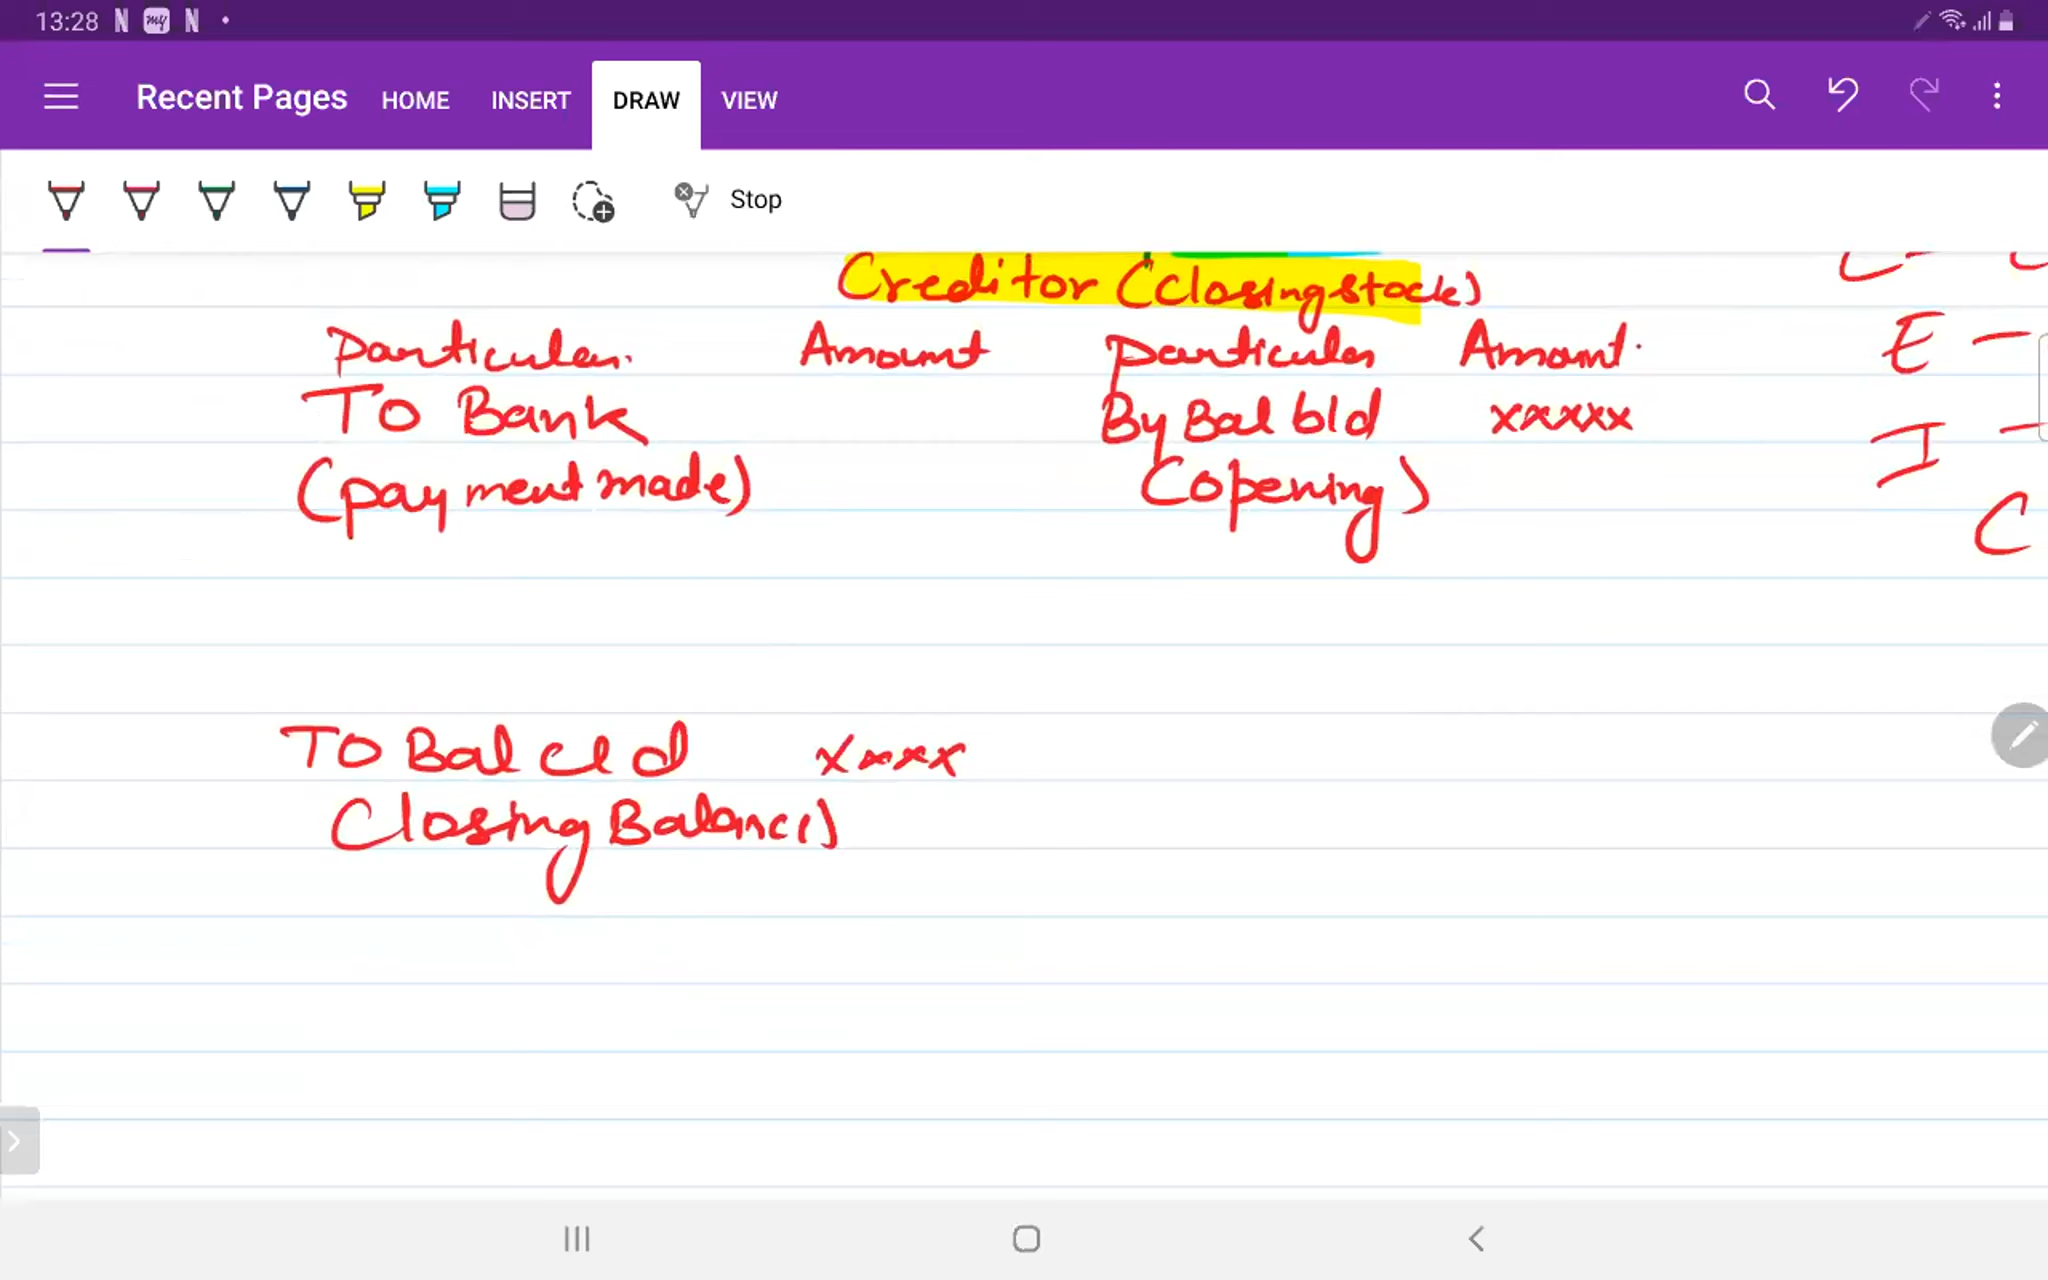 13:28 N my N •
Recent Pages HOME INSERT DRAW VIEW
Stop
Creditor (closing stock)
Particular. Amount Particular Amount.
E -
To Bank By Bal b/d xxxxx
I -
(payment made) (opening)
C
To Bal c/d xxxx
(Closing Balance)